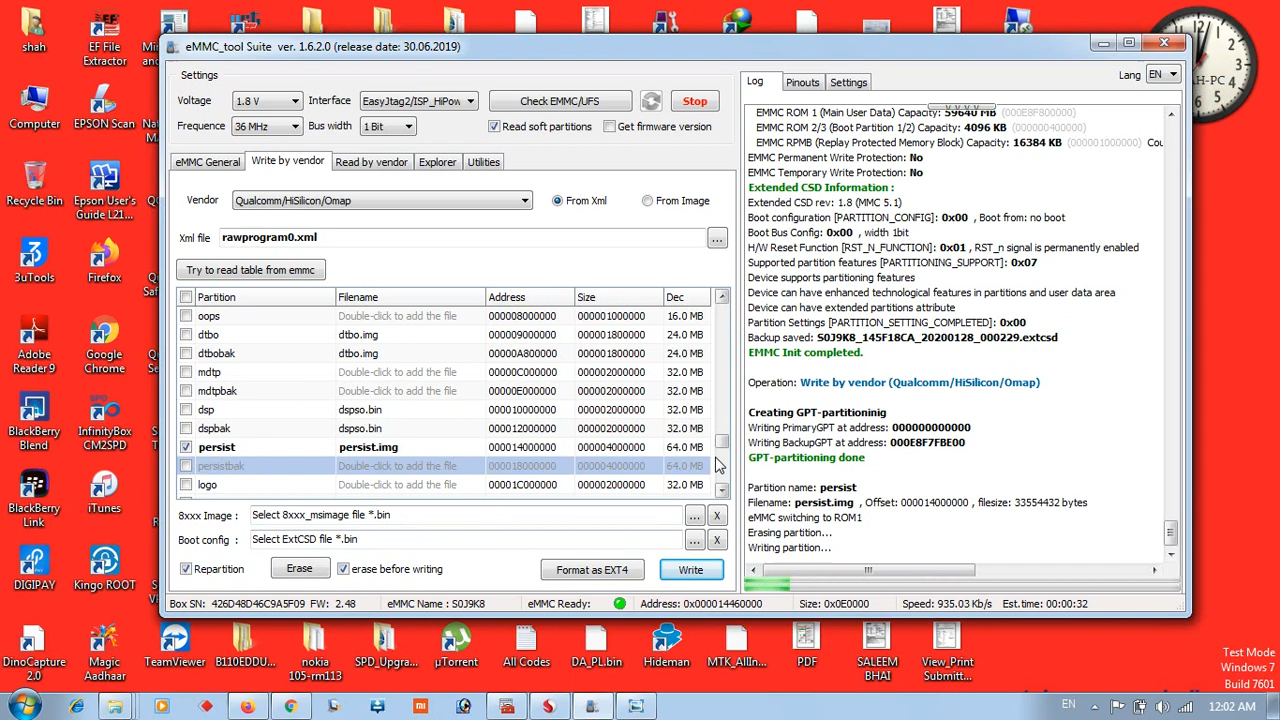 eMMC_tool Suite ver. 1.6.2.0 (release date: 30.06.2019)
Settings
Voltage 1.8 V Interface EasyJtag2/ISP_HiPow Check EMMC/UFS Stop
Frequency 36 MHz Bus width 1 Bit Read soft partitions Get firmware version
eMMC General Write by vendor Read by vendor Explorer Utilities
Vendor Qualcomm/HiSilicon/Omap From Xml From Image
Xml file rawprogram0.xml ...
Try to read table from emmc
Partition Filename Address Size Dec
oops Double-click to add the file 000008000000 000001000000 16.0 MB
dtbo dtbo.img 000009000000 000001800000 24.0 MB
dtbobak dtbo.img 00000A800000 000001800000 24.0 MB
mdtp Double-click to add the file 00000C000000 000002000000 32.0 MB
mdtpbak Double-click to add the file 00000E000000 000002000000 32.0 MB
dsp dspso.bin 000010000000 000002000000 32.0 MB
dspbak dspso.bin 000012000000 000002000000 32.0 MB
persist persist.img 000014000000 000004000000 64.0 MB
persistbak Double-click to add the file 000018000000 000004000000 64.0 MB
logo Double-click to add the file 00001C000000 000002000000 32.0 MB
8xxx Image : Select 8xxx_msimage file *.bin ... X
Boot config : Select ExtCSD file *.bin ... X
Repartition Erase erase before writing Format as EXT4 Write
Log Pinouts Settings Lang EN
EMMC ROM 1 (Main User Data) Capacity: 59640 MB (000E8F800000)
EMMC ROM 2/3 (Boot Partition 1/2) Capacity: 4096 KB (000000400000)
EMMC RPMB (Replay Protected Memory Block) Capacity: 16384 KB (000001000000) Cou
EMMC Permanent Write Protection: No
EMMC Temporary Write Protection: No
Extended CSD Information :
Extended CSD rev: 1.8 (MMC 5.1)
Boot configuration [PARTITION_CONFIG]: 0x00 , Boot from: no boot
Boot Bus Config: 0x00 , width 1bit
H/W Reset Function [RST_N_FUNCTION]: 0x01 , RST_n signal is permanently enabled
Supported partition features [PARTITIONING_SUPPORT]: 0x07
Device supports partitioning features
Device can have enhanced technological features in partitions and user data area
Device can have extended partitions attribute
Partition Settings [PARTITION_SETTING_COMPLETED]: 0x00
Backup saved: S0J9K8_145F18CA_20200128_000229.extcsd
EMMC Init completed.
Operation: Write by vendor (Qualcomm/HiSilicon/Omap)
Creating GPT-partitioninig
Writing PrimaryGPT at address: 000000000000
Writing BackupGPT at address: 000E8F7FBE00
GPT-partitioning done
Partition name: persist
Filename: persist.img , Offset: 000014000000 , filesize: 33554432 bytes
eMMC switching to ROM1
Erasing partition...
Writing partition...
Box SN: 426D48D46C9A5F09 FW: 2.48 eMMC Name : S0J9K8 eMMC Ready: Address: 0x000014460000 Size: 0x0E0000 Speed: 935.03 Kb/s Est.time: 00:00:32
shah
EF File Extractor
Computer
EPSON Scan
Recycle Bin
Epson User's Guide L21...
3uTools
Firefox
Adobe Reader 9
Google Chrome
BlackBerry Blend
InfinityBox CM2SPD
BlackBerry Link
iTunes
DIGIPAY
Kingo ROOT
DinoCapture 2.0
Magic Aadhaar
TeamViewer
B110EDDU...
nokia 105-rm113
SPD_Upgra...
µTorrent
All Codes
DA_PL.bin
Hideman
MTK_AllIn...
PDF
SALEEM BHAI
View_Print Submitt...
AH-PC
Test Mode
Windows 7
Build 7601
EN 12:02 AM